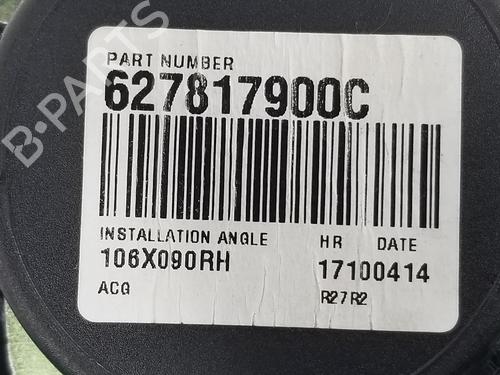 PART NUMBER
627817900C
INSTALLATION ANGLE HR DATE
106X090RH 17100414
ACG R27R2
B-PARTS